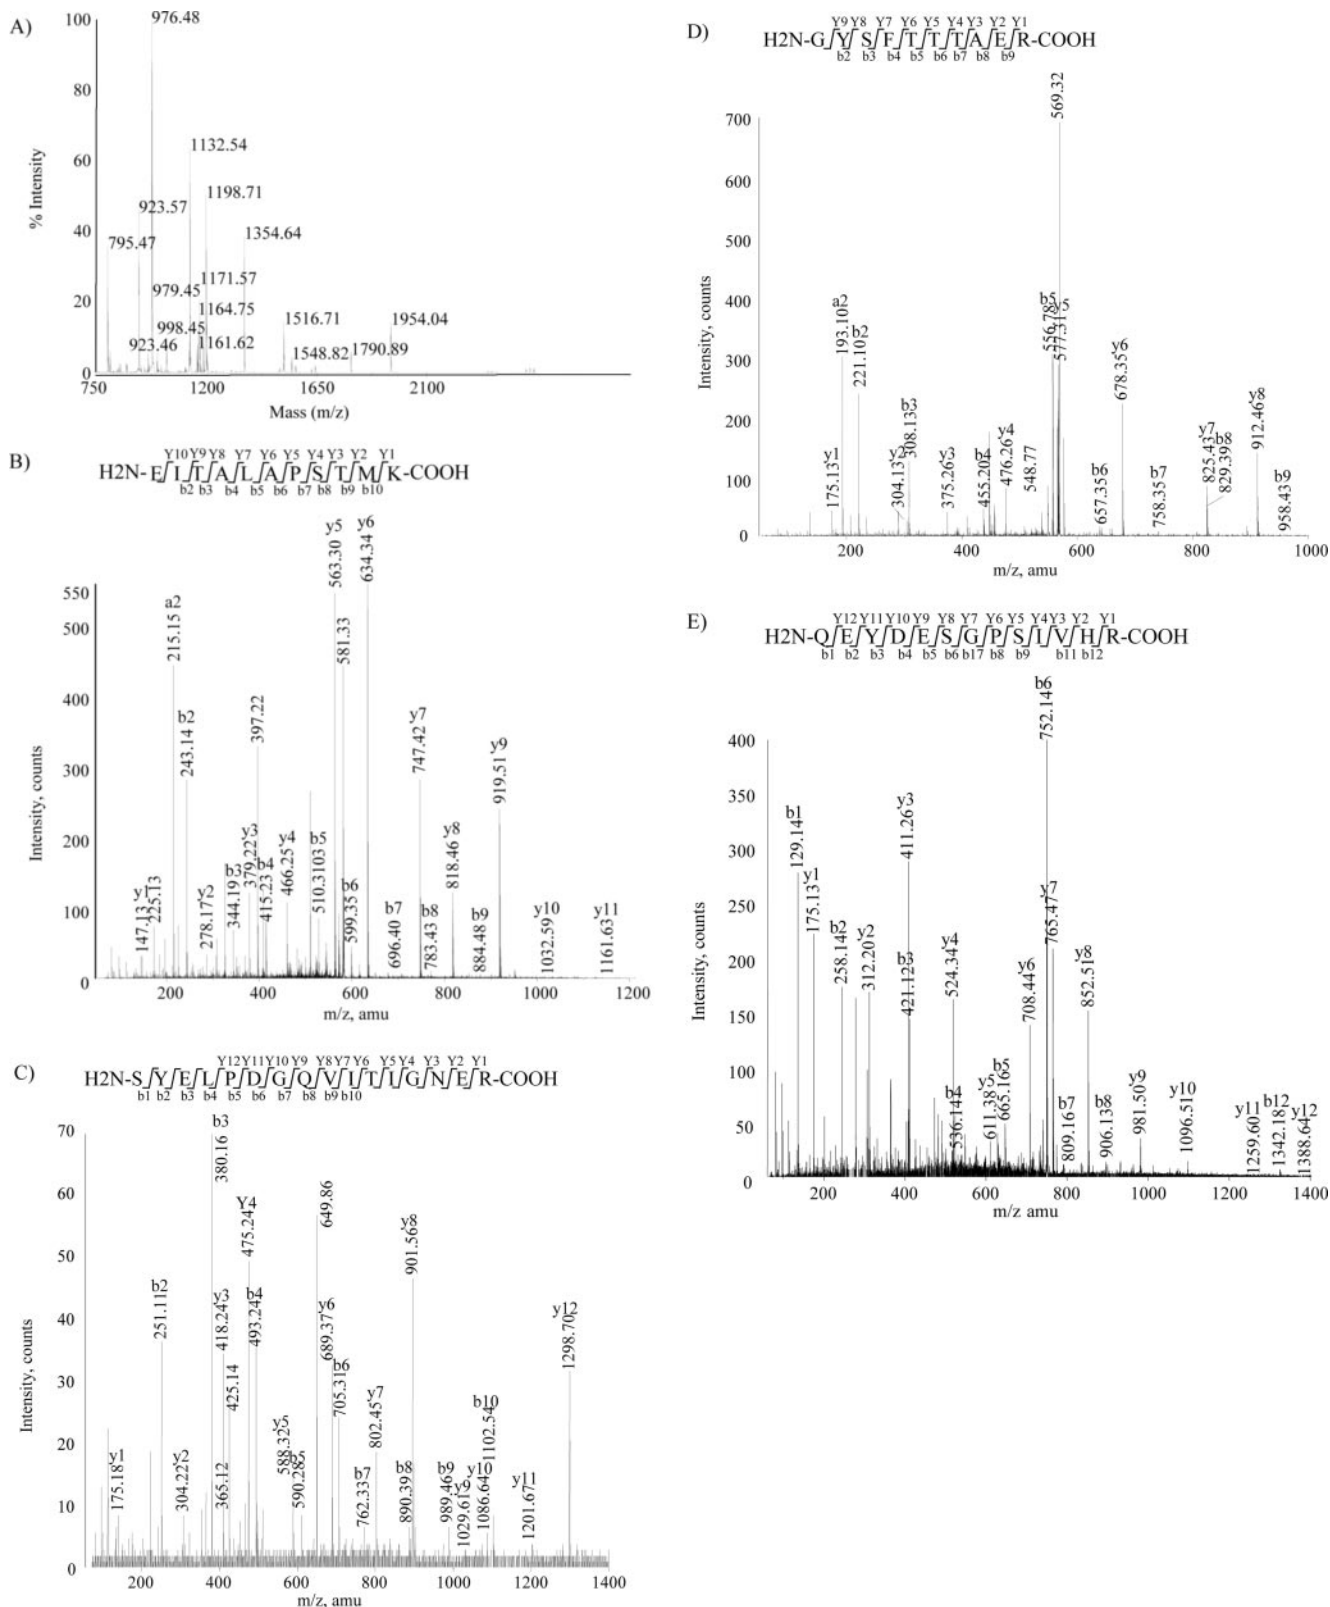 A)
% Intensity
100
80
60
40
20
0
976.48
1132.54
1198.71
923.57
1354.64
795.47
1171.57
979.45
1164.75
998.45
1161.62
923.46
1516.71
1548.82
1790.89
1954.04
750 1200 1650 2100
Mass (m/z)
B)
Y10 Y9 Y8 Y7 Y6 Y5 Y4 Y3 Y2 Y1
H2N-EITALAPSTMK-COOH
b2 b3 b4 b5 b6 b7 b8 b9 b10
Intensity, counts
550
500
400
300
200
100
0
y1 147.13
225.13
a2 215.15
b2 243.14
y2 278.17
b3 344.19
y3 379.22
397.22
b4 415.23
y4 466.25
b5 510.3103
y5 563.30
581.33
b6 599.35
y6 634.34
b7 696.40
y7 747.42
b8 783.43
y8 818.46
b9 884.48
y9 919.51
y10 1032.59
y11 1161.63
200 400 600 800 1000 1200
m/z, amu
C)
Y12 Y11 Y10 Y9 Y8 Y7 Y6 Y5 Y4 Y3 Y2 Y1
H2N-SYELPDGQVITIGNER-COOH
b1 b2 b3 b4 b5 b6 b7 b8 b9 b10
Intensity, counts
70
60
50
40
30
20
10
0
y1 175.18
b2 251.11
y2 304.22
365.12
b3 380.16
y3 418.24
425.14
Y4 475.24
b4 493.24
y5 588.32
b5 590.28
649.86
y6 689.37
b6 705.31
b7 762.33
y7 802.45
b8 890.39
y8 901.56
b9 989.46
y9 1029.61
y10 1086.64
b10 1102.54
y11 1201.67
y12 1298.70
200 400 600 800 1000 1200 1400
m/z, amu
D)
Y9 Y8 Y7 Y6 Y5 Y4 Y3 Y2 Y1
H2N-GYSFTTTAER-COOH
b2 b3 b4 b5 b6 b7 b8 b9
Intensity, counts
700
600
500
400
300
200
100
0
y1 175.13
a2 193.10
b2 221.10
y2 304.13
b3 308.13
y3 375.26
b4 455.20
y4 476.26
548.77
b5 556.78
569.32
y5 577.31
b6 657.35
y6 678.35
b7 758.35
y7 825.43
b8 829.39
y8 912.46
b9 958.43
200 400 600 800 1000
m/z, amu
E)
Y12 Y11 Y10 Y9 Y8 Y7 Y6 Y5 Y4 Y3 Y2 Y1
H2N-QEYDESGPSIVHR-COOH
b1 b2 b3 b4 b5 b6 b17 b8 b9 b11 b12
Intensity, counts
400
350
300
250
200
150
100
50
0
b1 129.14
y1 175.13
b2 258.14
y2 312.20
y3 411.26
b3 421.12
y4 524.34
b4 536.14
y5 611.38
b5 665.16
y6 708.44
b6 752.14
y7 765.47
b7 809.16
y8 852.51
b8 906.13
y9 981.50
y10 1096.51
y11 1259.60
b12 1342.18
y12 1388.64
200 400 600 800 1000 1200 1400
m/z amu